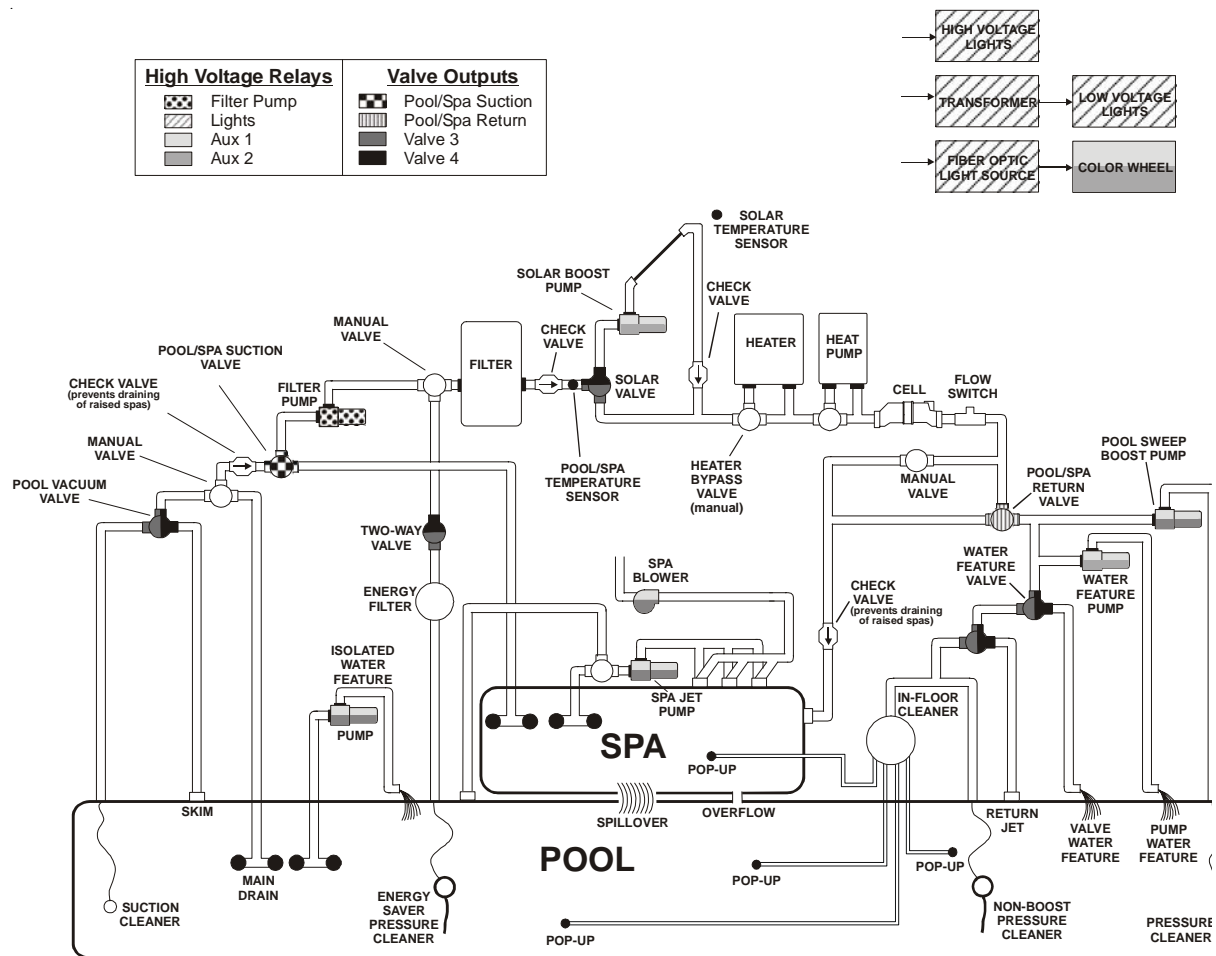 HIGH VOLTAGE
LIGHTS
TRANSFORMER
LOW VOLTAGE
LIGHTS
FIBER OPTIC
LIGHT SOURCE
COLOR WHEEL
High Voltage Relays
Filter Pump
Lights
Aux 1
Aux 2
Valve Outputs
Pool/Spa Suction
Pool/Spa Return
Valve 3
Valve 4
SOLAR
TEMPERATURE
SENSOR
SOLAR BOOST
PUMP
CHECK
VALVE
MANUAL
VALVE
CHECK
VALVE
POOL/SPA SUCTION
VALVE
FILTER
HEATER
HEAT
PUMP
CHECK VALVE
(prevents draining
of raised spas)
FILTER
PUMP
SOLAR
VALVE
CELL
FLOW
SWITCH
MANUAL
VALVE
POOL VACUUM
VALVE
POOL/SPA
TEMPERATURE
SENSOR
HEATER
BYPASS
VALVE
(manual)
MANUAL
VALVE
POOL/SPA
RETURN
VALVE
POOL SWEEP
BOOST PUMP
TWO-WAY
VALVE
ENERGY
FILTER
SPA
BLOWER
CHECK
VALVE
(prevents draining
of raised spas)
WATER
FEATURE
VALVE
WATER
FEATURE
PUMP
ISOLATED
WATER
FEATURE
PUMP
SPA JET
PUMP
IN-FLOOR
CLEANER
SPA
POP-UP
SKIM
SPILLOVER
OVERFLOW
RETURN
JET
VALVE
WATER
FEATURE
PUMP
WATER
FEATURE
POOL
MAIN
DRAIN
POP-UP
POP-UP
SUCTION
CLEANER
ENERGY
SAVER
PRESSURE
CLEANER
POP-UP
NON-BOOST
PRESSURE
CLEANER
PRESSURE
CLEANER